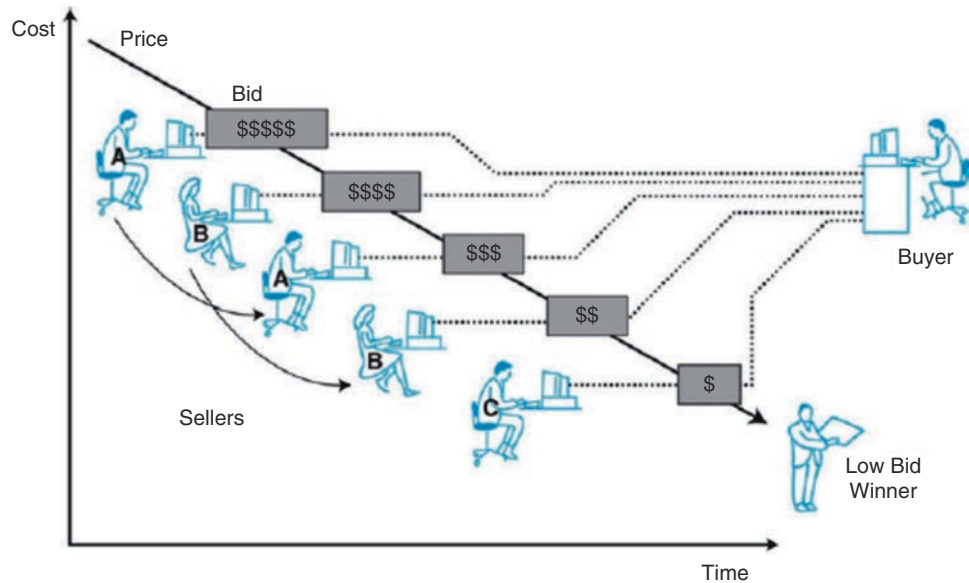 Cost
Price
Bid
$$$$$
A
$$$$
B
$$$
A
Buyer
$$
B
$
C
Sellers
Low Bid
Winner
Time